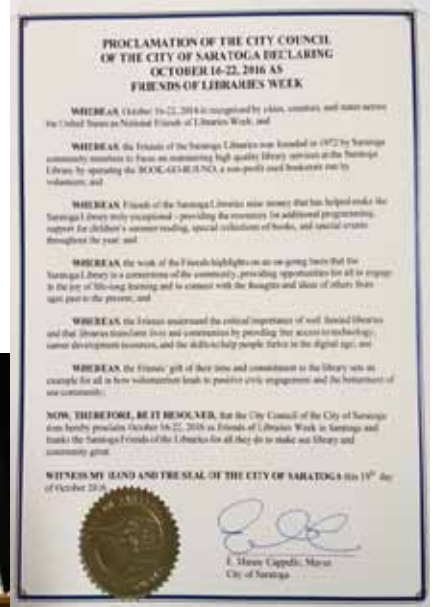 PROCLAMATION OF THE CITY COUNCIL
OF THE CITY OF SARATOGA DECLARING
OCTOBER 16-22, 2016 AS
FRIENDS OF LIBRARIES WEEK
WHEREAS, October 16-22, 2016 is recognized by cities, counties, and states across
the United States as National Friends of Libraries Week; and
WHEREAS, the Friends of the Saratoga Libraries was founded in 1972 by Saratoga
community members to focus on maintaining high quality library services at the Saratoga
Library by operating the BOOK-GO-ROUND, a non-profit used bookstore run by
volunteers; and
WHEREAS, Friends of the Saratoga Libraries raise money that has helped make the
Saratoga Library truly exceptional - providing the resources for additional programming,
support for children's summer reading, special collections of books, and special events
throughout the year; and
WHEREAS, the work of the Friends highlights on an on-going basis that the
Saratoga Library is a cornerstone of the community, providing opportunities for all to engage
in the joy of life-long learning and to connect with the thoughts and ideas of others from
ages past to the present; and
WHEREAS, the Friends understand the critical importance of well funded libraries
and that libraries transform lives and communities by providing free access to technology,
career development resources, and the skills to help people thrive in the digital age; and
WHEREAS, the Friends' gift of their time and commitment to the library sets an
example for all in how volunteerism leads to positive civic engagement and the betterment of
our community;
NOW, THEREFORE, BE IT RESOLVED, that the City Council of the City of Saratoga
does hereby proclaim October 16-22, 2016 as Friends of Libraries Week in Saratoga and
thanks the Saratoga Friends of the Libraries for all they do to make our library and
community great.
WITNESS MY HAND AND THE SEAL OF THE CITY OF SARATOGA this 19th day
of October 2016.
E. Manny Cappello, Mayor
City of Saratoga